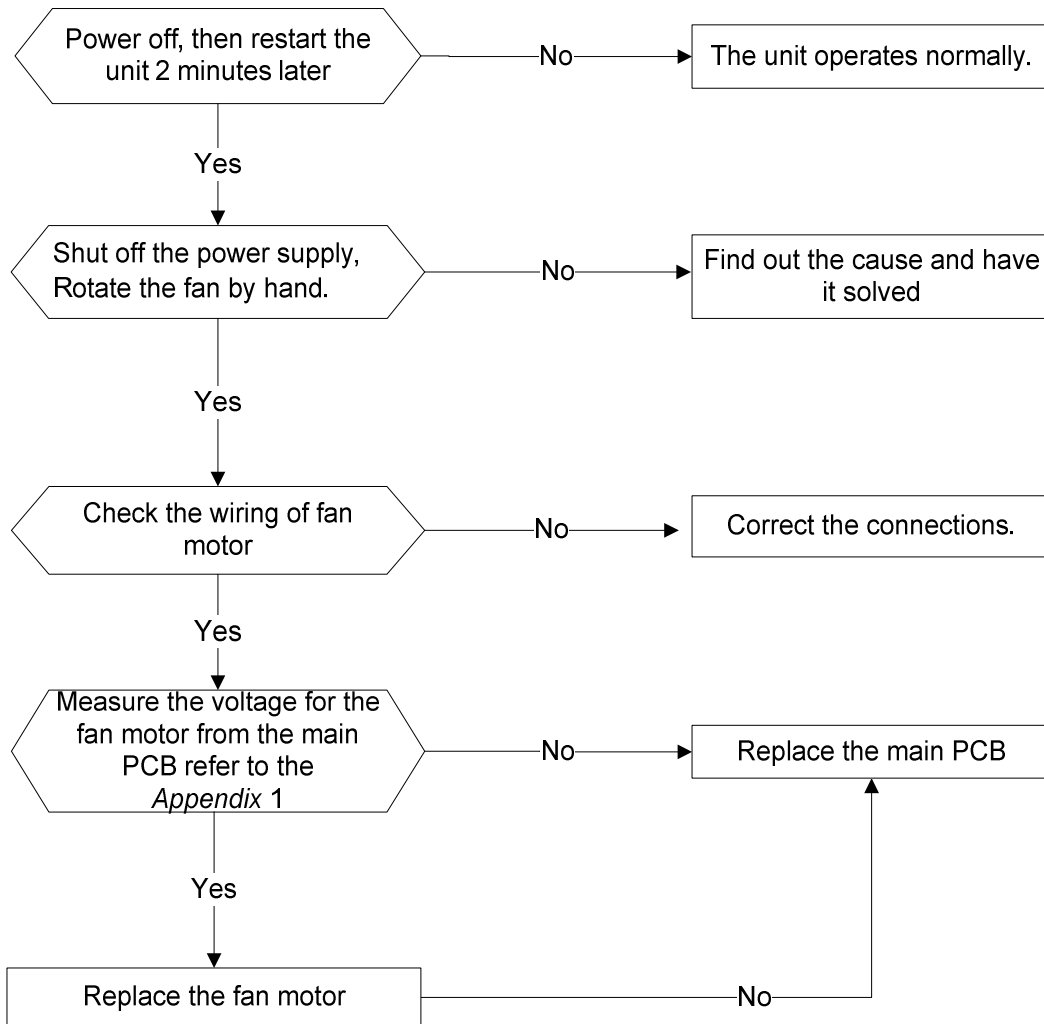 Power off, then restart the
unit 2 minutes later
No
The unit operates normally.
Yes
Shut off the power supply,
Rotate the fan by hand.
No
Find out the cause and have
it solved
Yes
Check the wiring of fan
motor
No
Correct the connections.
Yes
Measure the voltage for the
fan motor from the main
PCB refer to the
Appendix 1
No
Replace the main PCB
Yes
Replace the fan motor
No